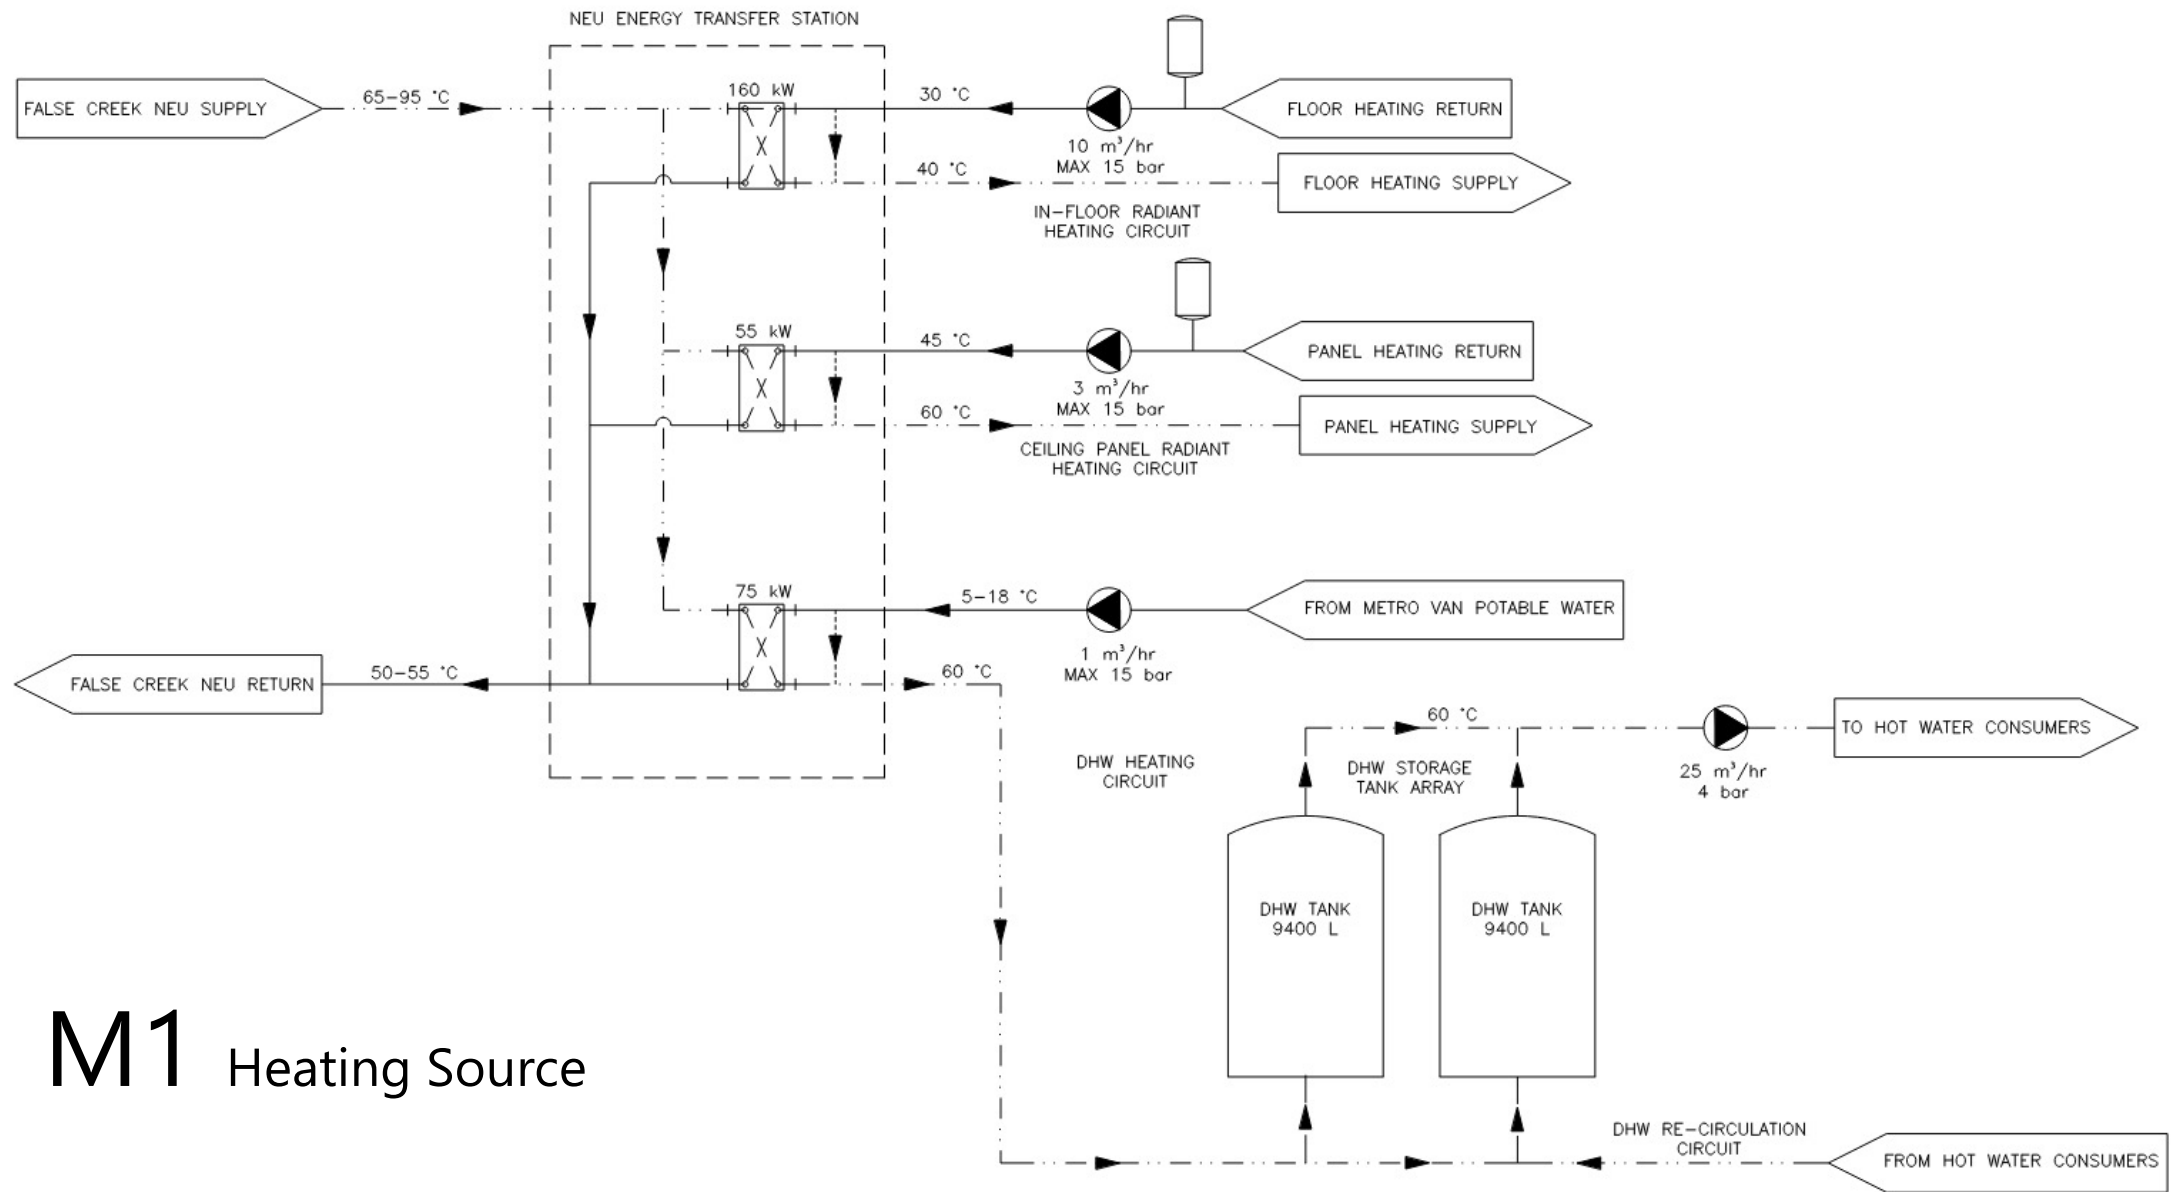 NEU ENERGY TRANSFER STATION
FALSE CREEK NEU SUPPLY
65-95 °C
160 kW
30 °C
10 m³/hr
MAX 15 bar
FLOOR HEATING RETURN
40 °C
FLOOR HEATING SUPPLY
IN-FLOOR RADIANT
HEATING CIRCUIT
55 kW
45 °C
3 m³/hr
MAX 15 bar
PANEL HEATING RETURN
60 °C
PANEL HEATING SUPPLY
CEILING PANEL RADIANT
HEATING CIRCUIT
75 kW
5-18 °C
1 m³/hr
MAX 15 bar
FROM METRO VAN POTABLE WATER
FALSE CREEK NEU RETURN
50-55 °C
60 °C
DHW HEATING
CIRCUIT
60 °C
DHW STORAGE
TANK ARRAY
25 m³/hr
4 bar
TO HOT WATER CONSUMERS
DHW TANK
9400 L
DHW TANK
9400 L
M1 Heating Source
DHW RE-CIRCULATION
CIRCUIT
FROM HOT WATER CONSUMERS